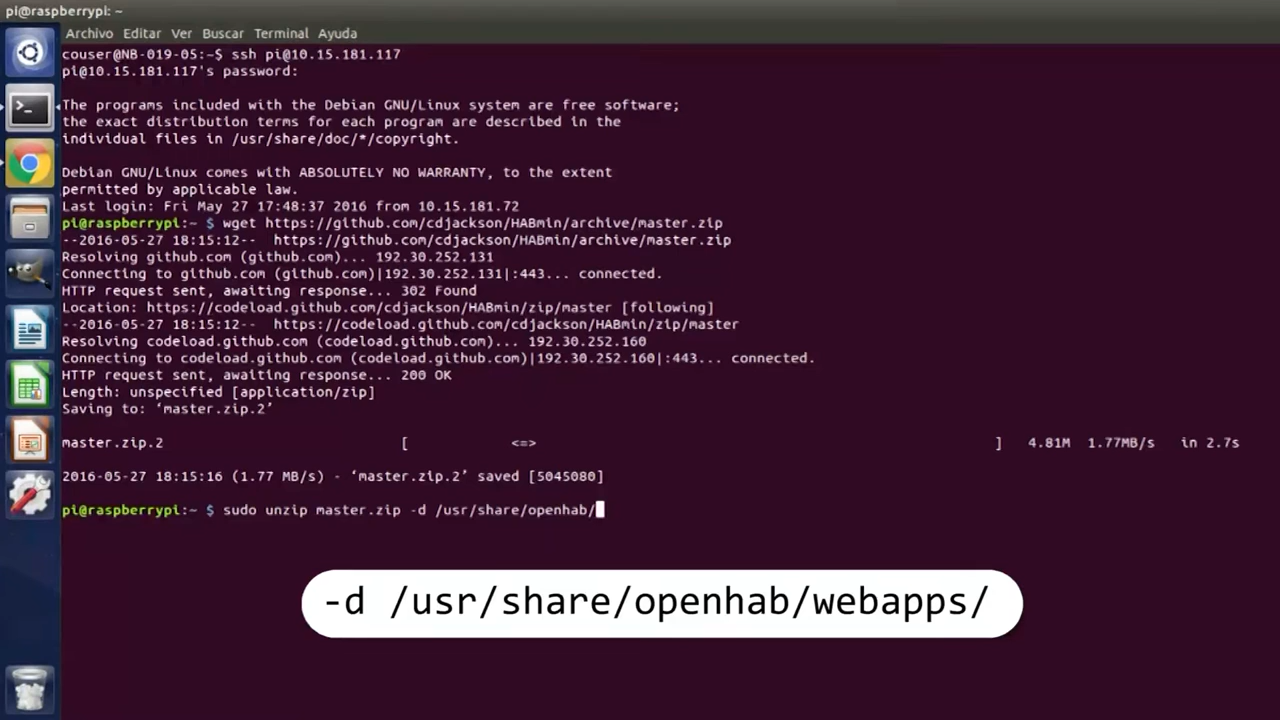 pi@raspberrypi: ~
Archivo Editar Ver Buscar Terminal Ayuda
couser@NB-019-05:~$ ssh pi@10.15.181.117
pi@10.15.181.117's password:
The programs included with the Debian GNU/Linux system are free software;
the exact distribution terms for each program are described in the
individual files in /usr/share/doc/*/copyright.
Debian GNU/Linux comes with ABSOLUTELY NO WARRANTY, to the extent
permitted by applicable law.
Last login: Fri May 27 17:48:37 2016 from 10.15.181.72
pi@raspberrypi:~ $ wget https://github.com/cdjackson/HABmin/archive/master.zip
--2016-05-27 18:15:12--  https://github.com/cdjackson/HABmin/archive/master.zip
Resolving github.com (github.com)... 192.30.252.131
Connecting to github.com (github.com)|192.30.252.131|:443... connected.
HTTP request sent, awaiting response... 302 Found
Location: https://codeload.github.com/cdjackson/HABmin/zip/master [following]
--2016-05-27 18:15:12--  https://codeload.github.com/cdjackson/HABmin/zip/master
Resolving codeload.github.com (codeload.github.com)... 192.30.252.160
Connecting to codeload.github.com (codeload.github.com)|192.30.252.160|:443... connected.
HTTP request sent, awaiting response... 200 OK
Length: unspecified [application/zip]
Saving to: ‘master.zip.2’
master.zip.2 [ <=> ] 4.81M 1.77MB/s in 2.7s
2016-05-27 18:15:16 (1.77 MB/s) - ‘master.zip.2’ saved [5045080]
pi@raspberrypi:~ $ sudo unzip master.zip -d /usr/share/openhab/
-d /usr/share/openhab/webapps/